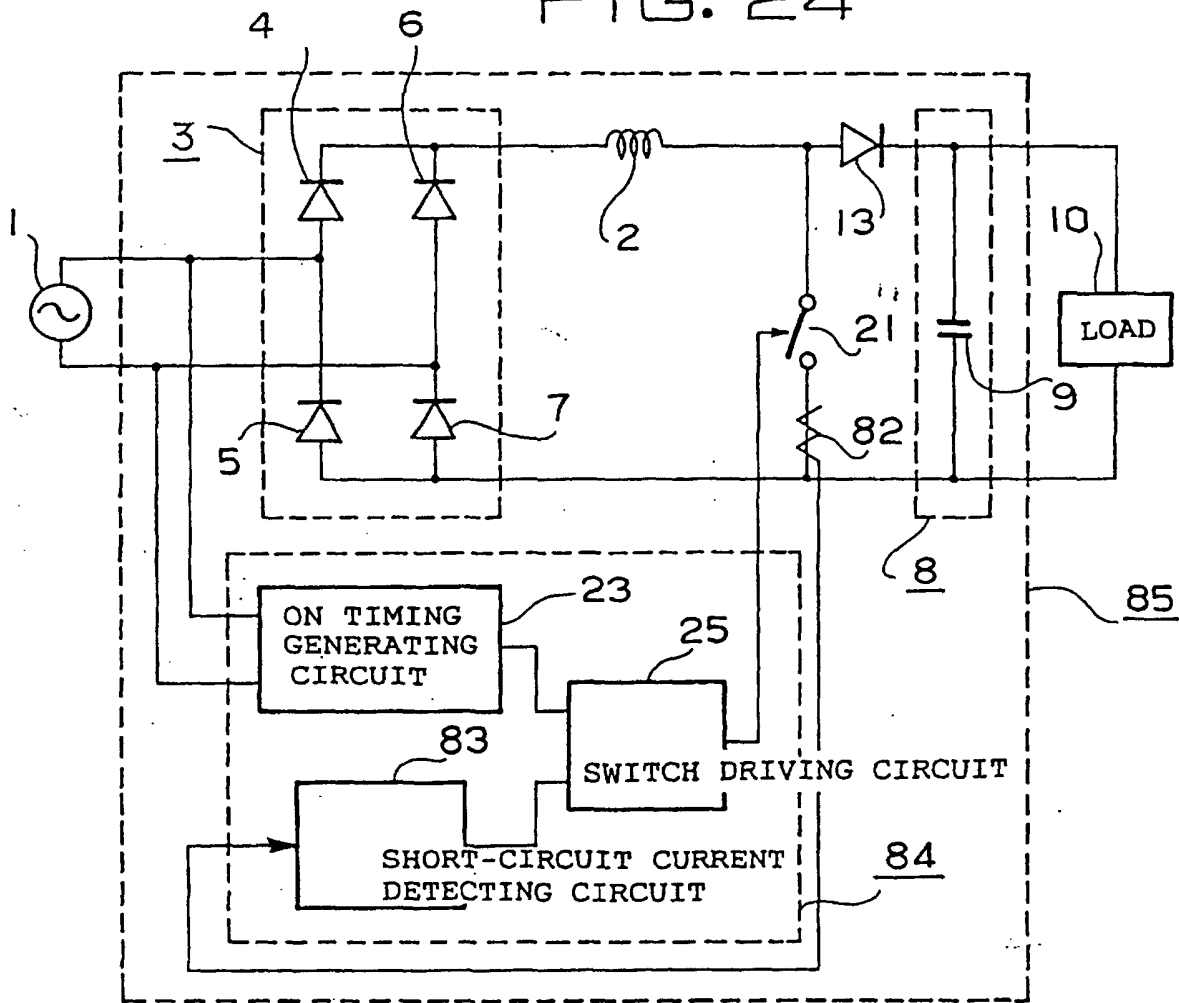 FIG. 24
4
6
3
1
2
13
10
LOAD
21
9
82
5
7
8
85
ON TIMING
GENERATING
CIRCUIT
23
25
83
SWITCH DRIVING CIRCUIT
SHORT-CIRCUIT CURRENT
DETECTING CIRCUIT
84